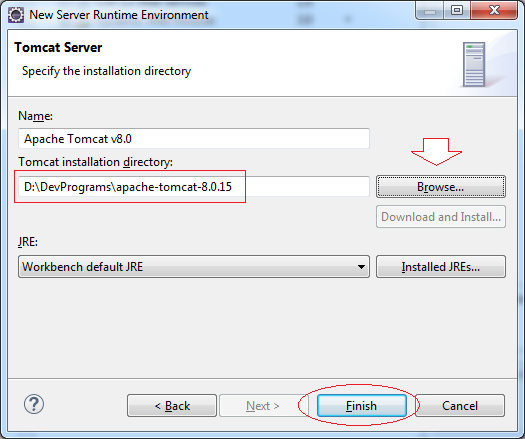 New Server Runtime Environment
Tomcat Server
Specify the installation directory
Name:
Apache Tomcat v8.0
Tomcat installation directory:
D:\DevPrograms\apache-tomcat-8.0.15
Browse...
Download and Install...
JRE:
Workbench default JRE
Installed JREs...
?
< Back
Next >
Finish
Cancel